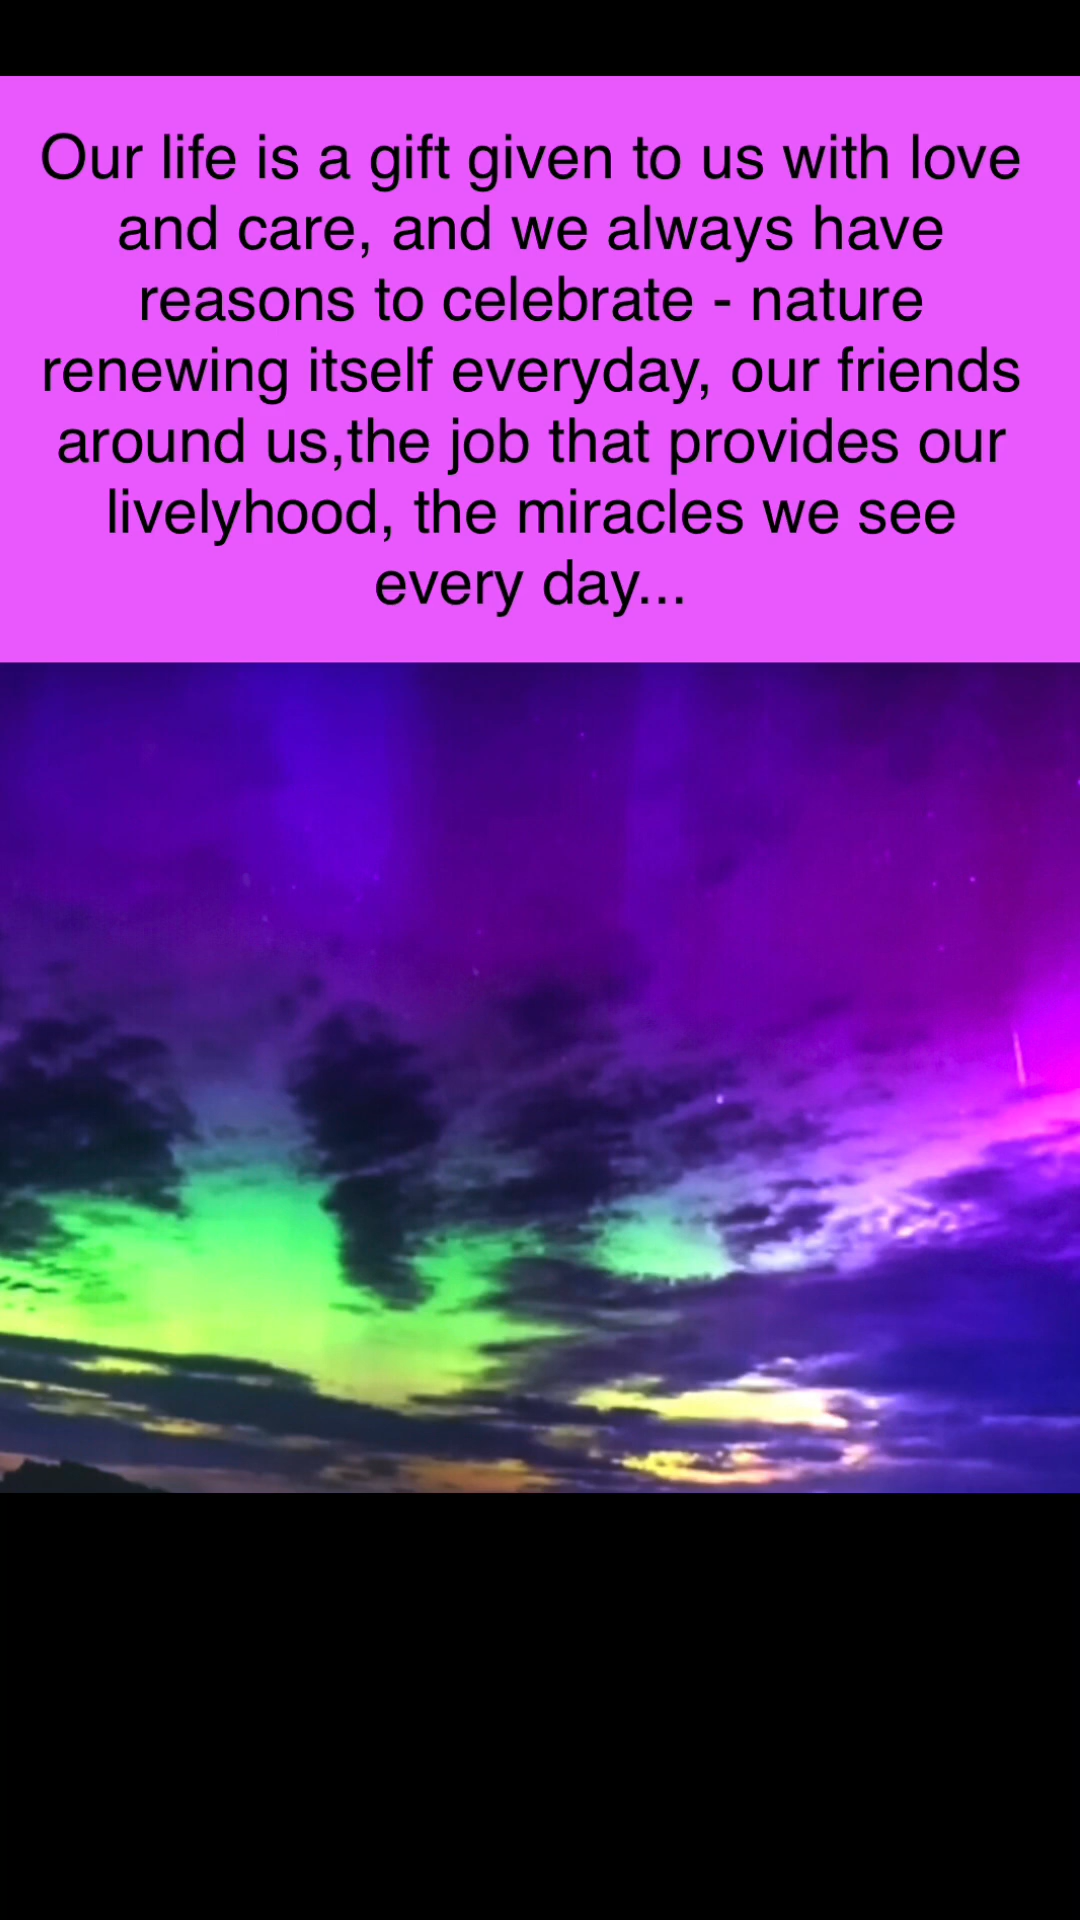 Our life is a gift given to us with love
and care, and we always have
reasons to celebrate - nature
renewing itself everyday, our friends
around us,the job that provides our
livelyhood, the miracles we see
every day...